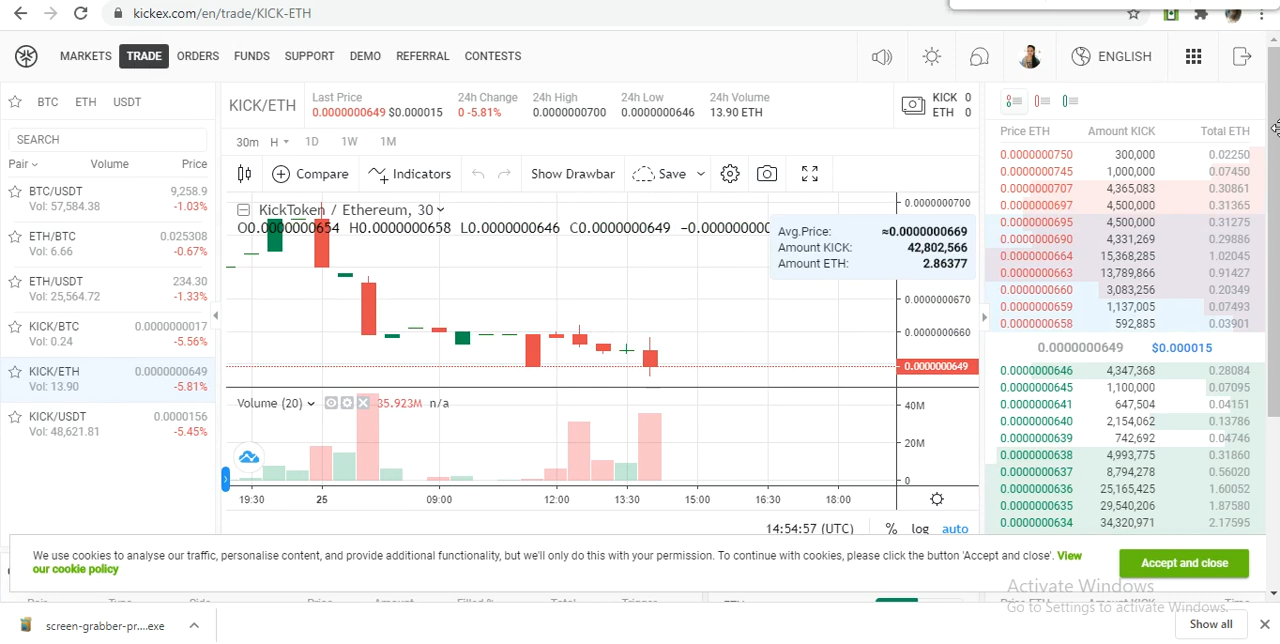 kickex.com/en/trade/KICK-ETH
MARKETS TRADE ORDERS FUNDS SUPPORT DEMO REFERRAL CONTESTS ENGLISH
BTC ETH USDT
SEARCH
Pair Volume Price
BTC/USDT 9,258.9
Vol: 57,584.38 -1.03%
ETH/BTC 0.025308
Vol: 6.66 -0.67%
ETH/USDT 234.30
Vol: 25,564.72 -1.33%
KICK/BTC 0.0000000017
Vol: 0.24 -5.56%
KICK/ETH 0.0000000649
Vol: 13.90 -5.81%
KICK/USDT 0.0000156
Vol: 48,621.81 -5.45%
KICK/ETH
Last Price 24h Change 24h High 24h Low 24h Volume
0.0000000649 $0.000015 0 -5.81% 0.0000000700 0.0000000646 13.90 ETH
KICK 0
ETH 0
30m H 1D 1W 1M
Compare Indicators Show Drawbar Save
KickToken / Ethereum, 30
O0.0000000654 H0.0000000658 L0.0000000646 C0.0000000649 -0.000000000
Avg.Price: ≈0.0000000669
Amount KICK: 42,802,566
Amount ETH: 2.86377
0.0000000700
0.0000000670
0.0000000660
0.0000000649
Volume (20) 35.923M n/a
40M
20M
0
19:30 25 09:00 12:00 13:30 15:00 16:30 18:00
14:54:57 (UTC) % log auto
Price ETH Amount KICK Total ETH
0.0000000750 300,000 0.02250
0.0000000745 1,000,000 0.07450
0.0000000707 4,365,083 0.30861
0.0000000697 4,500,000 0.31365
0.0000000695 4,500,000 0.31275
0.0000000690 4,331,269 0.29886
0.0000000664 15,368,285 1.02045
0.0000000663 13,789,866 0.91427
0.0000000660 3,083,256 0.20349
0.0000000659 1,137,005 0.07493
0.0000000658 592,885 0.03901
0.0000000649 $0.000015
0.0000000646 4,347,368 0.28084
0.0000000645 1,100,000 0.07095
0.0000000641 647,504 0.04151
0.0000000640 2,154,062 0.13786
0.0000000639 742,692 0.04746
0.0000000638 4,993,775 0.31860
0.0000000637 8,794,278 0.56020
0.0000000636 25,165,425 1.60052
0.0000000635 29,540,206 1.87580
0.0000000634 34,320,971 2.17595
We use cookies to analyse our traffic, personalise content, and provide additional functionality, but we'll only do this with your permission. To continue with cookies, please click the button 'Accept and close'. View
our cookie policy
Accept and close
Activate Windows
Go to Settings to activate Windows.
screen-grabber-pr....exe
Show all